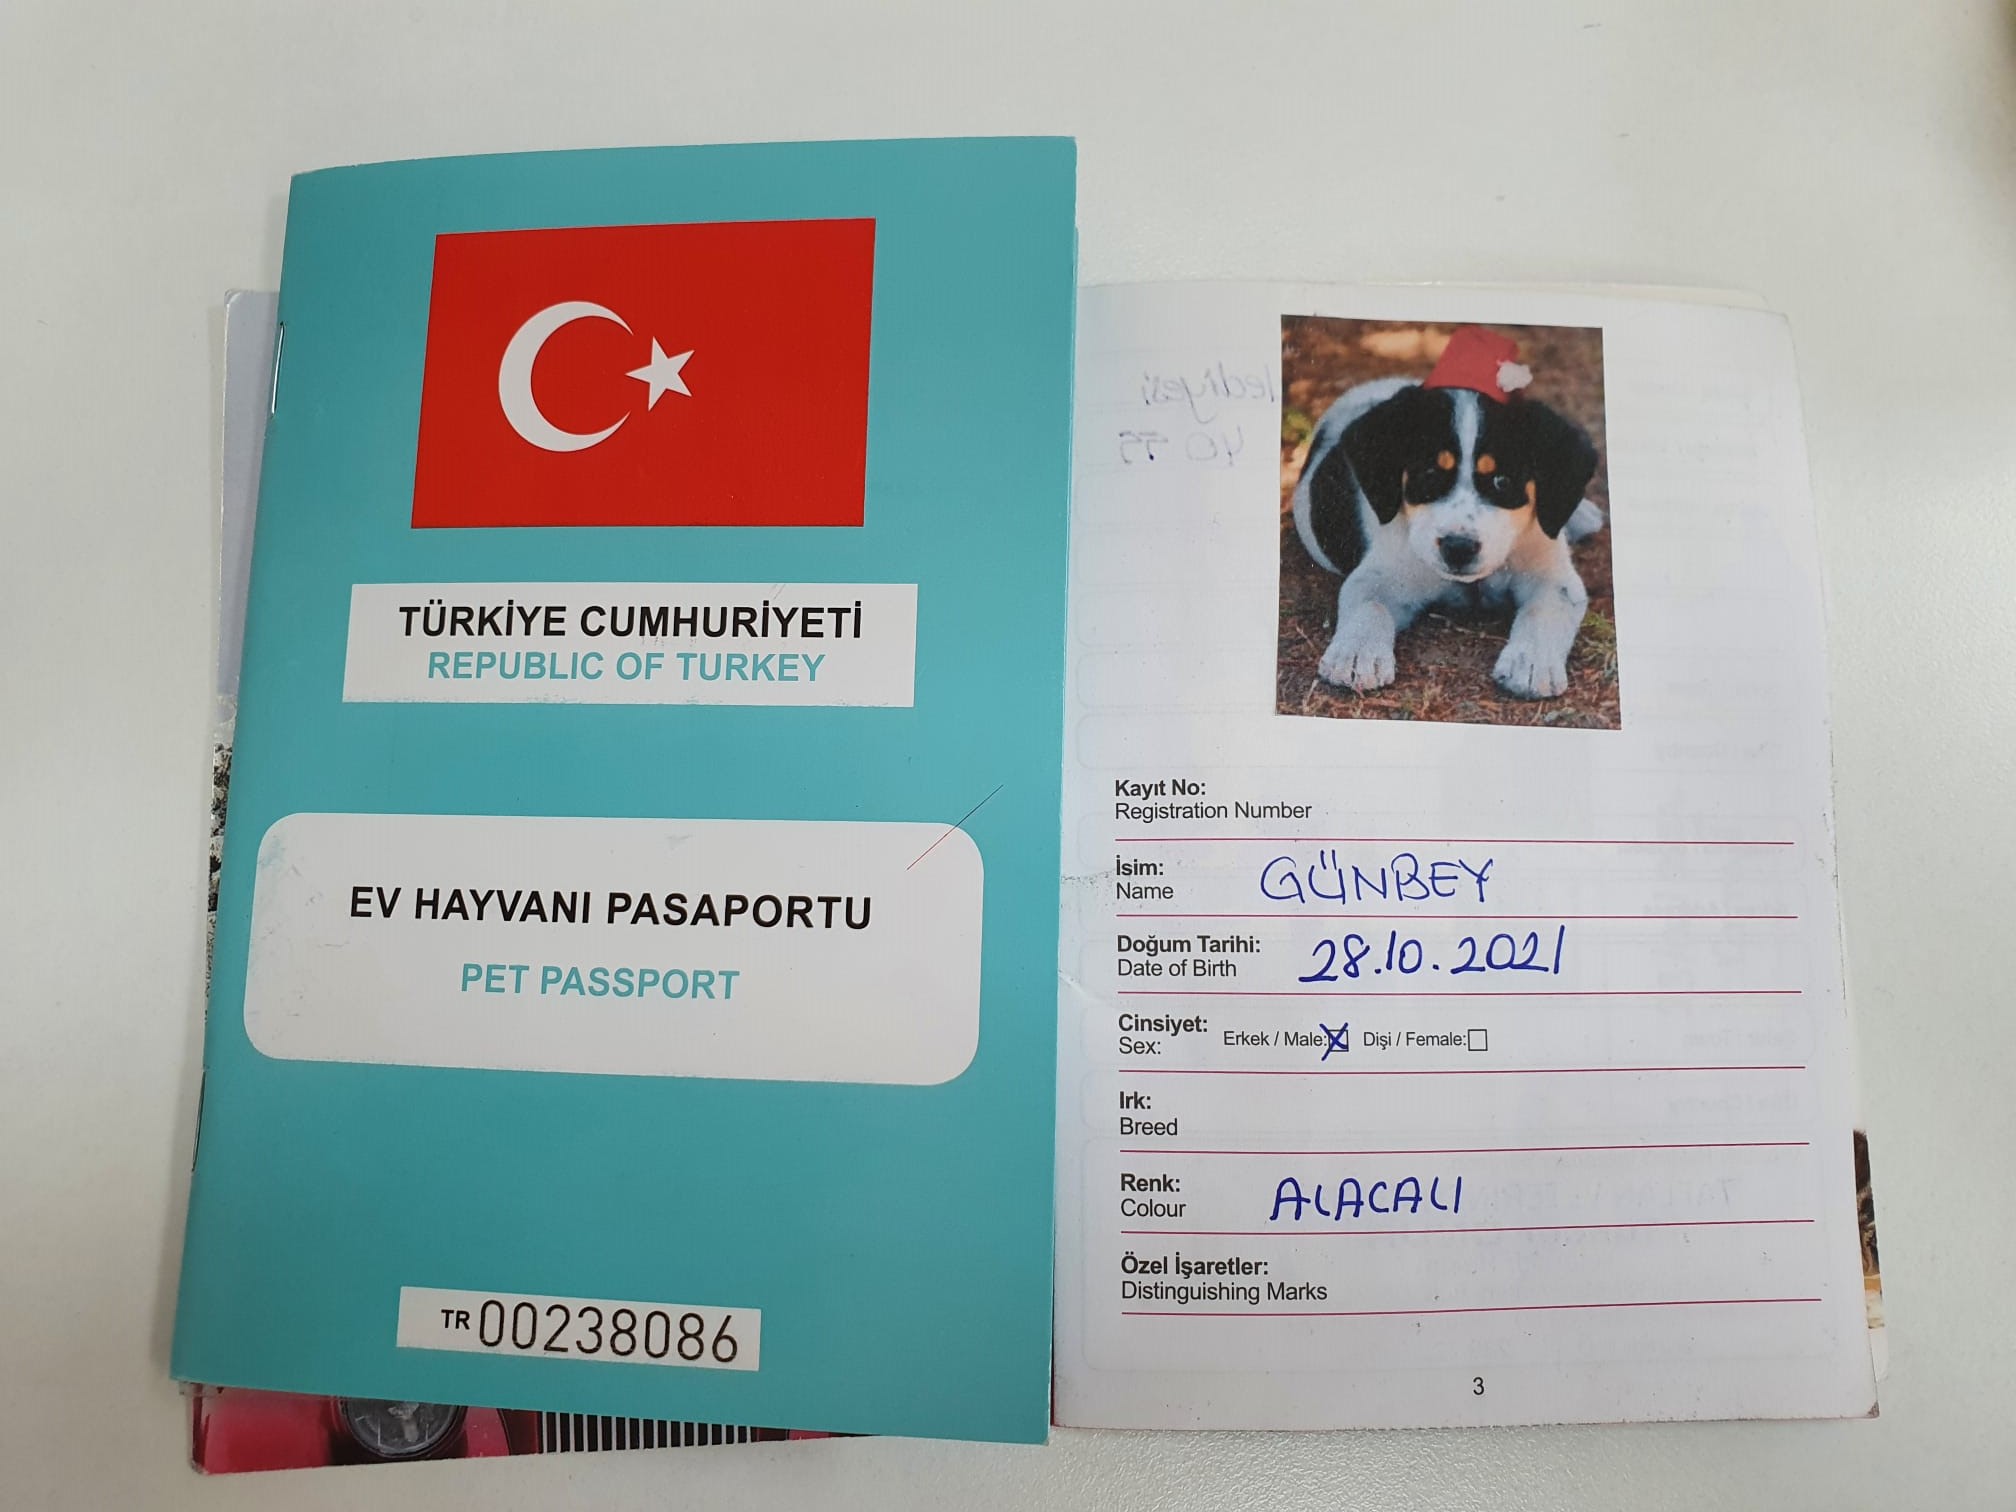 TÜRKİYE CUMHURİYETİ
REPUBLIC OF TURKEY
EV HAYVANI PASAPORTU
PET PASSPORT
TR 00238086
Kayıt No:
Registration Number
İsim:
Name GÜNBEY
Doğum Tarihi:
Date of Birth 28.10.2021
Cinsiyet:
Sex: Erkek / Male: Dişi / Female:
Irk:
Breed
Renk:
Colour ALACALI
Özel İşaretler:
Distinguishing Marks
3